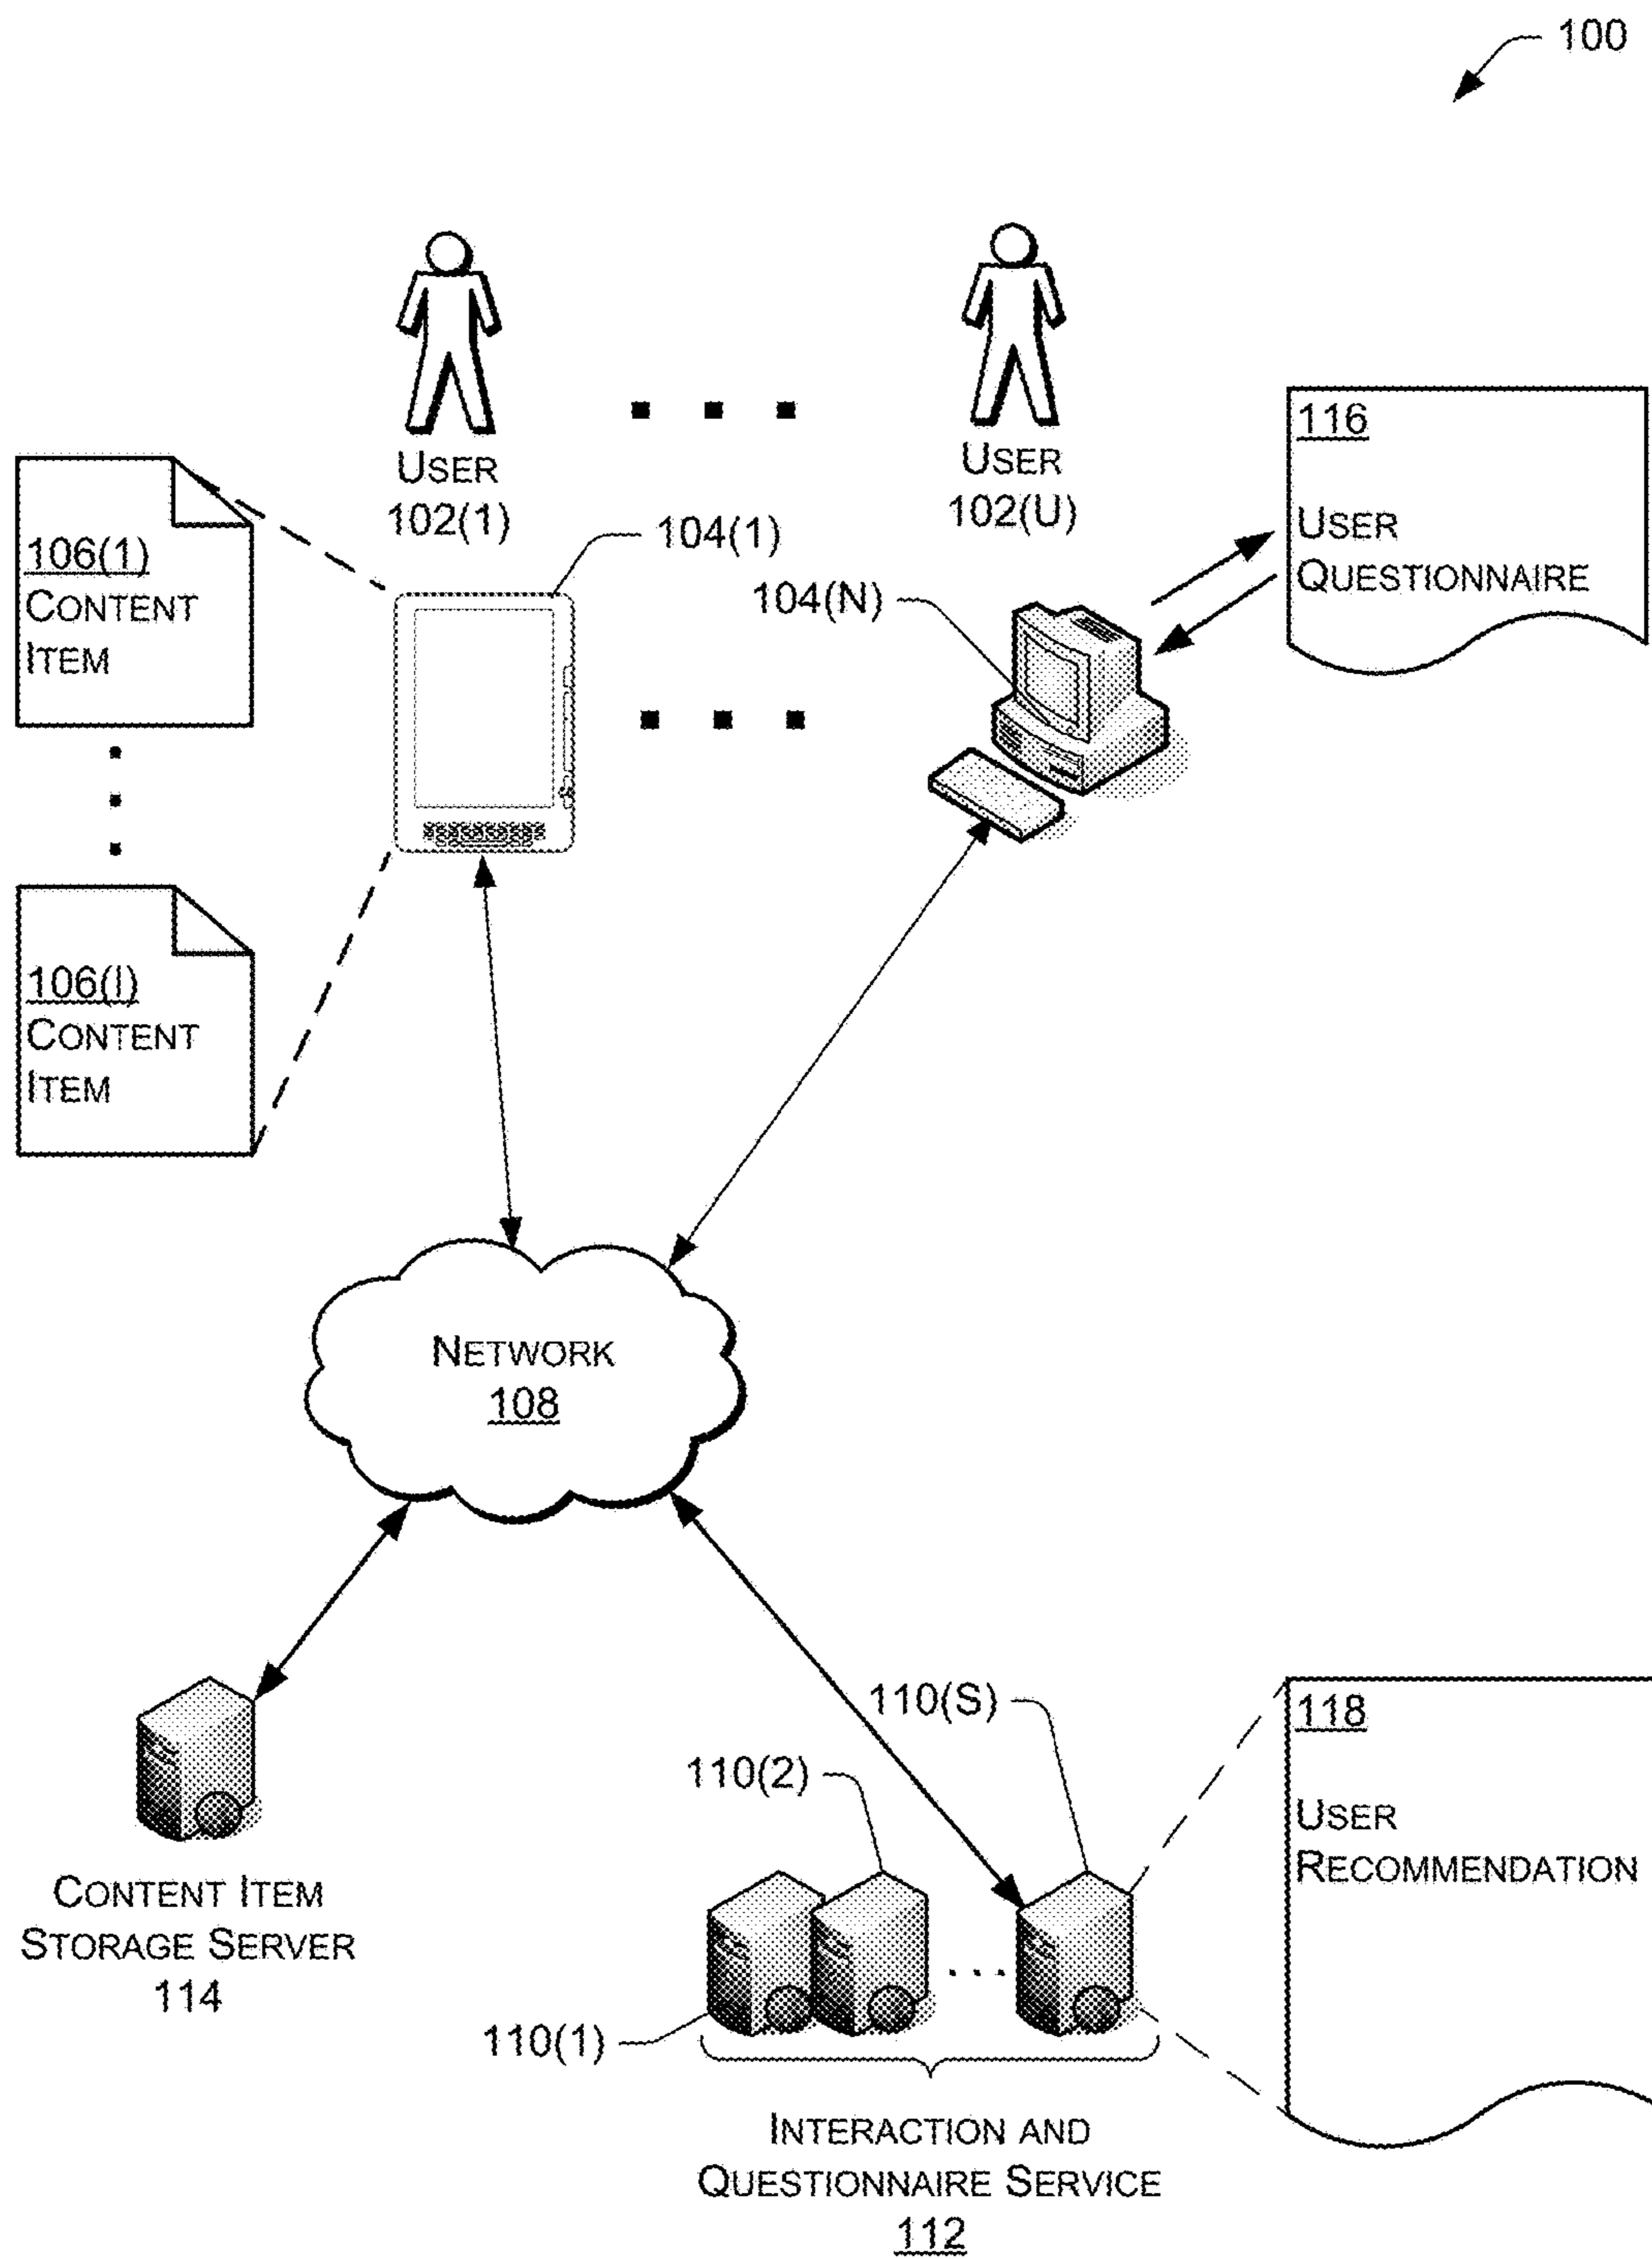 100
USER
102(1)
USER
102(U)
116
USER
QUESTIONNAIRE
106(1)
CONTENT
ITEM
104(1)
104(N)
106(I)
CONTENT
ITEM
NETWORK
108
110(S)
110(2)
118
USER
RECOMMENDATION
CONTENT ITEM
STORAGE SERVER
114
110(1)
INTERACTION AND
QUESTIONNAIRE SERVICE
112